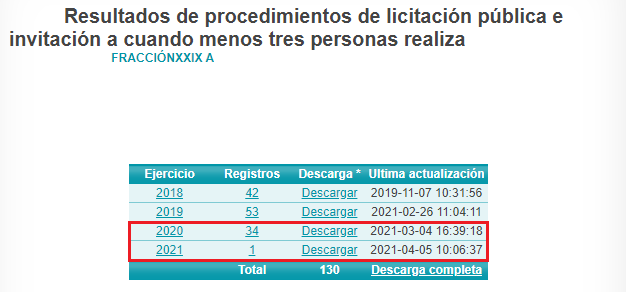 Resultados de procedimientos de licitación pública e
invitación a cuando menos tres personas realiza
FRACCIÓNXXIX A
Ejercicio Registros Descarga * Ultima actualización
2018 42 Descargar 2019-11-07 10:31:56
2019 53 Descargar 2021-02-26 11:04:11
2020 34 Descargar 2021-03-04 16:39:18
2021 1 Descargar 2021-04-05 10:06:37
Total 130 Descarga completa